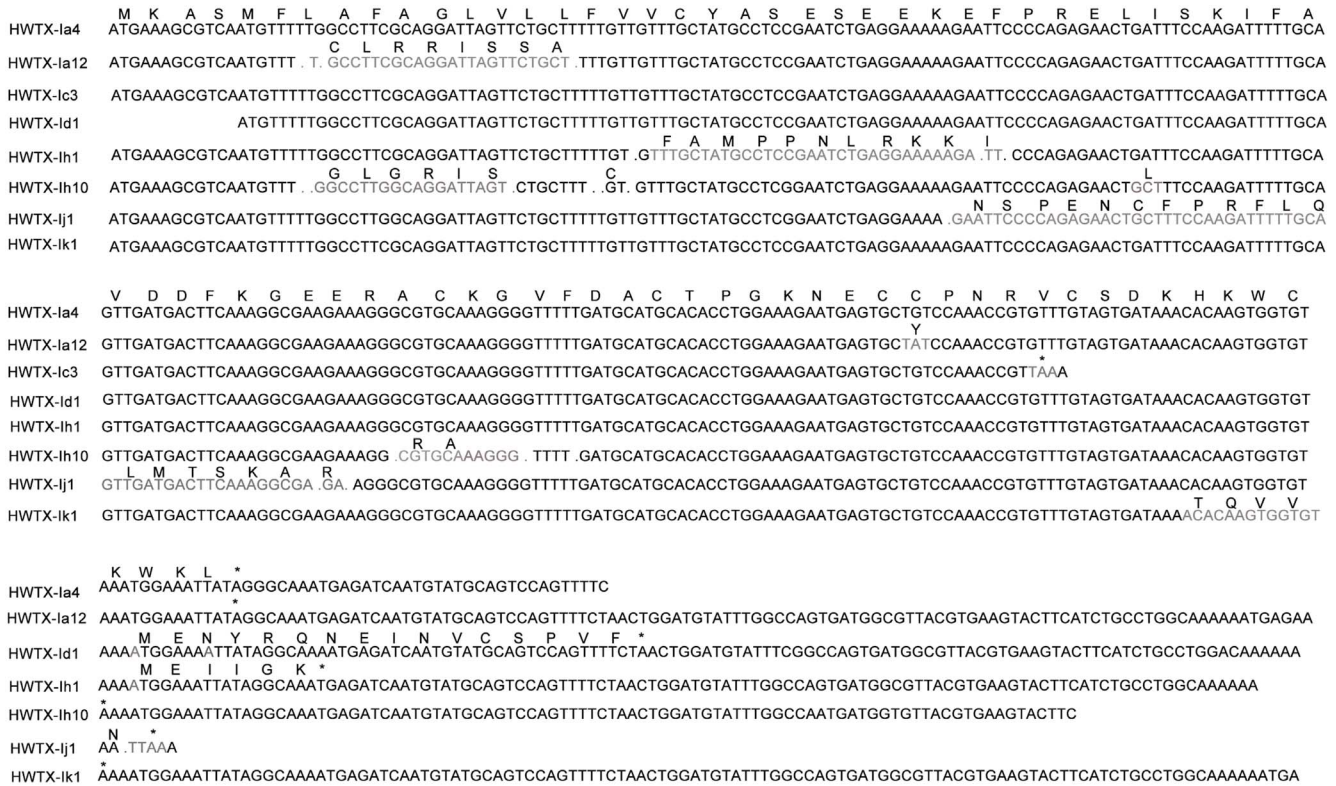 M K A S M F L A F A G L V L L F V V C Y A S E S E E K E F P R E L I S K I F A
HWTX-Ia4 ATGAAAGCGTCAATGTTTTTGGCCTTCGCAGGATTAGTTCTGCTTTTTGTTGTTTGCTATGCCTCCGAATCTGAGGAAAAAGAATTCCCCAGAGAACTGATTTCCAAGATTTTTGCA
C L R R I S S A
HWTX-Ia12 ATGAAAGCGTCAATGTTT . T. GCCTTCGCAGGATTAGTTCTGCT .TTTGTTGTTTGCTATGCCTCCGAATCTGAGGAAAAAGAATTCCCCAGAGAACTGATTTCCAAGATTTTTGCA
HWTX-Ic3 ATGAAAGCGTCAATGTTTTTGGCCTTCGCAGGATTAGTTCTGCTTTTTGTTGTTTGCTATGCCTCCGAATCTGAGGAAAAAGAATTCCCCAGAGAACTGATTTCCAAGATTTTTGCA
HWTX-Id1 ATGTTTTTGGCCTTCGCAGGATTAGTTCTGCTTTTTGTTGTTTGCTATGCCTCCGAATCTGAGGAAAAAGAATTCCCCAGAGAACTGATTTCCAAGATTTTTGCA
F A M P P N L R K K I
HWTX-Ih1 ATGAAAGCGTCAATGTTTTTGGCCTTCGCAGGATTAGTTCTGCTTTTTGT .GTTTGCTATGCCTCCGAATCTGAGGAAAAAGA .TT. CCCAGAGAACTGATTTCCAAGATTTTTGCA
G L G R I S C L
HWTX-Ih10 ATGAAAGCGTCAATGTTT . .GGCCTTGGCAGGATTAGT .CTGCTTT .GT. GTTTGCTATGCCTCGGAATCTGAGGAAAAAGAATTCCCCAGAGAACTGCTTTCCAAGATTTTTGCA
N S P E N C F P R F L Q
HWTX-Ij1 ATGAAAGCGTCAATGTTTTTGGCCTTGGCAGGATTAGTTCTGCTTTTTGTTGTTTGCTATGCCTCGGAATCTGAGGAAAA .GAATTCCCCAGAGAACTGCTTTCCAAGATTTTTGCA
HWTX-Ik1 ATGAAAGCGTCAATGTTTTTGGCCTTCGCAGGATTAGTTCTGCTTTTTGTTGTTTGCTATGCCTCCGAATCTGAGGAAAAAGAATTCCCCAGAGAACTGATTTCCAAGATTTTTGCA
V D D F K G E E R A C K G V F D A C T P G K N E C C P N R V C S D K H K W C
HWTX-Ia4 GTTGATGACTTCAAAGGCGAAGAAAGGGCGTGCAAAGGGGTTTTTGATGCATGCACACCTGGAAAGAATGAGTGCTGTCCAAACCGTGTTTGTAGTGATAAACACAAGTGGTGT
Y
HWTX-Ia12 GTTGATGACTTCAAAGGCGAAGAAAGGGCGTGCAAAGGGGTTTTTGATGCATGCACACCTGGAAAGAATGAGTGCTATCCAAACCGTGTTTGTAGTGATAAACACAAGTGGTGT
*
HWTX-Ic3 GTTGATGACTTCAAAGGCGAAGAAAGGGCGTGCAAAGGGGTTTTTGATGCATGCACACCTGGAAAGAATGAGTGCTGTCCAAACCGTTAAA
HWTX-Id1 GTTGATGACTTCAAAGGCGAAGAAAGGGCGTGCAAAGGGGTTTTTGATGCATGCACACCTGGAAAGAATGAGTGCTGTCCAAACCGTGTTTGTAGTGATAAACACAAGTGGTGT
HWTX-Ih1 GTTGATGACTTCAAAGGCGAAGAAAGGGCGTGCAAAGGGGTTTTTGATGCATGCACACCTGGAAAGAATGAGTGCTGTCCAAACCGTGTTTGTAGTGATAAACACAAGTGGTGT
R A
HWTX-Ih10 GTTGATGACTTCAAAGGCGAAGAAAGG .CGTGCAAAGGG . TTTT .GATGCATGCACACCTGGAAAGAATGAGTGCTGTCCAAACCGTGTTTGTAGTGATAAACACAAGTGGTGT
L M T S K A R
HWTX-Ij1 GTTGATGACTTCAAAGGCGA .GA. AGGGCGTGCAAAGGGGTTTTTGATGCATGCACACCTGGAAAGAATGAGTGCTGTCCAAACCGTGTTTGTAGTGATAAACACAAGTGGTGT
T Q V V
HWTX-Ik1 GTTGATGACTTCAAAGGCGAAGAAAGGGCGTGCAAAGGGGTTTTTGATGCATGCACACCTGGAAAGAATGAGTGCTGTCCAAACCGTGTTTGTAGTGATAAAACACAAGTGGTGT
K W K L *
HWTX-Ia4 AAATGGAAATTATAGGGCAAATGAGATCAATGTATGCAGTCCAGTTTTC
*
HWTX-Ia12 AAATGGAAATTATAGGCAAATGAGATCAATGTATGCAGTCCAGTTTTCTAACTGGATGTATTTGGCCAGTGATGGCGTTACGTGAAGTACTTCATCTGCCTGGCAAAAAATGAGAA
M E N Y R Q N E I N V C S P V F *
HWTX-Id1 AAAATGGAAAATTATAGGCAAAATGAGATCAATGTATGCAGTCCAGTTTTCTAACTGGATGTATTTCGGCCAGTGATGGCGTTACGTGAAGTACTTCATCTGCCTGGACAAAAAA
M E I I G K *
HWTX-Ih1 AAAATGGAAATTATAGGCAAATGAGATCAATGTATGCAGTCCAGTTTTCTAACTGGATGTATTTGGCCAGTGATGGCGTTACGTGAAGTACTTCATCTGCCTGGCAAAAAA
*
HWTX-Ih10 AAAATGGAAATTATAGGCAAATGAGATCAATGTATGCAGTCCAGTTTTCTAACTGGATGTATTTGGCCAATGATGGTGTTACGTGAAGTACTTC
N *
HWTX-Ij1 AA .TTAAA
*
HWTX-Ik1 AAAATGGAAATTATAGGCAAAATGAGATCAATGTATGCAGTCCAGTTTTCTAACTGGATGTATTTGGCCAGTGATGGCGTTACGTGAAGTACTTCATCTGCCTGGCAAAAAATGA